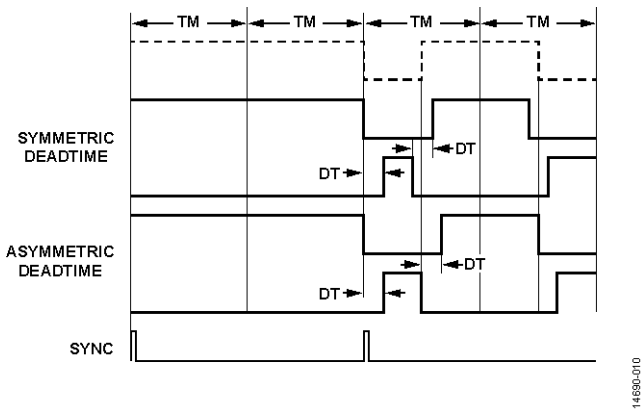 TM TM TM TM
SYMMETRIC
DEADTIME
DT
DT
ASYMMETRIC
DEADTIME
DT
DT
SYNC
14690-010